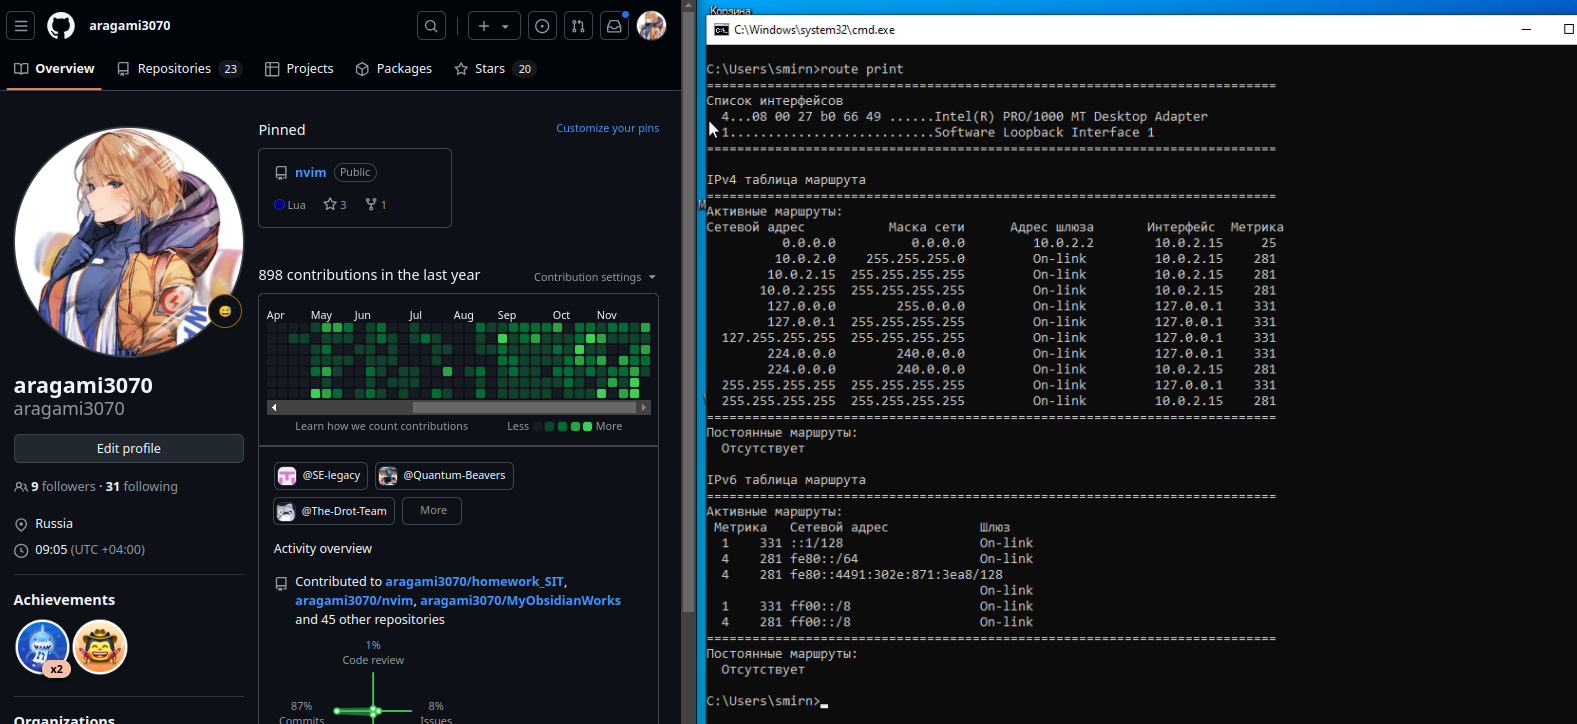 aragami3070
Overview
Repositories 23
Projects
Packages
Stars 20
Pinned
Customize your pins
nvim Public
Lua 3 1
898 contributions in the last year
Contribution settings
Apr May Jun Jul Aug Sep Oct Nov
Learn how we count contributions
Less More
aragami3070
aragami3070
Edit profile
9 followers · 31 following
Russia
09:05 (UTC +04:00)
Achievements
x2
Organizations
@SE-legacy
@Quantum-Beavers
@The-Drot-Team
More
Activity overview
Contributed to aragami3070/homework_SIT,
aragami3070/nvim, aragami3070/MyObsidianWorks
and 45 other repositories
1%
Code review
87%
Commits
8%
Issues
Корзина
C:\Windows\system32\cmd.exe
C:\Users\smirn>route print
===========================================================================
Список интерфейсов
4...08 00 27 b0 66 49 ......Intel(R) PRO/1000 MT Desktop Adapter
1...........................Software Loopback Interface 1
===========================================================================
IPv4 таблица маршрута
===========================================================================
Активные маршруты:
Сетевой адрес Маска сети Адрес шлюза Интерфейс Метрика
0.0.0.0 0.0.0.0 10.0.2.2 10.0.2.15 25
10.0.2.0 255.255.255.0 On-link 10.0.2.15 281
10.0.2.15 255.255.255.255 On-link 10.0.2.15 281
10.0.2.255 255.255.255.255 On-link 10.0.2.15 281
127.0.0.0 255.0.0.0 On-link 127.0.0.1 331
127.0.0.1 255.255.255.255 On-link 127.0.0.1 331
127.255.255.255 255.255.255.255 On-link 127.0.0.1 331
224.0.0.0 240.0.0.0 On-link 127.0.0.1 331
224.0.0.0 240.0.0.0 On-link 10.0.2.15 281
255.255.255.255 255.255.255.255 On-link 127.0.0.1 331
255.255.255.255 255.255.255.255 On-link 10.0.2.15 281
===========================================================================
Постоянные маршруты:
Отсутствует
IPv6 таблица маршрута
===========================================================================
Активные маршруты:
Метрика Сетевой адрес Шлюз
1 331 ::1/128 On-link
4 281 fe80::/64 On-link
4 281 fe80::4491:302e:871:3ea8/128
On-link
1 331 ff00::/8 On-link
4 281 ff00::/8 On-link
===========================================================================
Постоянные маршруты:
Отсутствует
C:\Users\smirn>